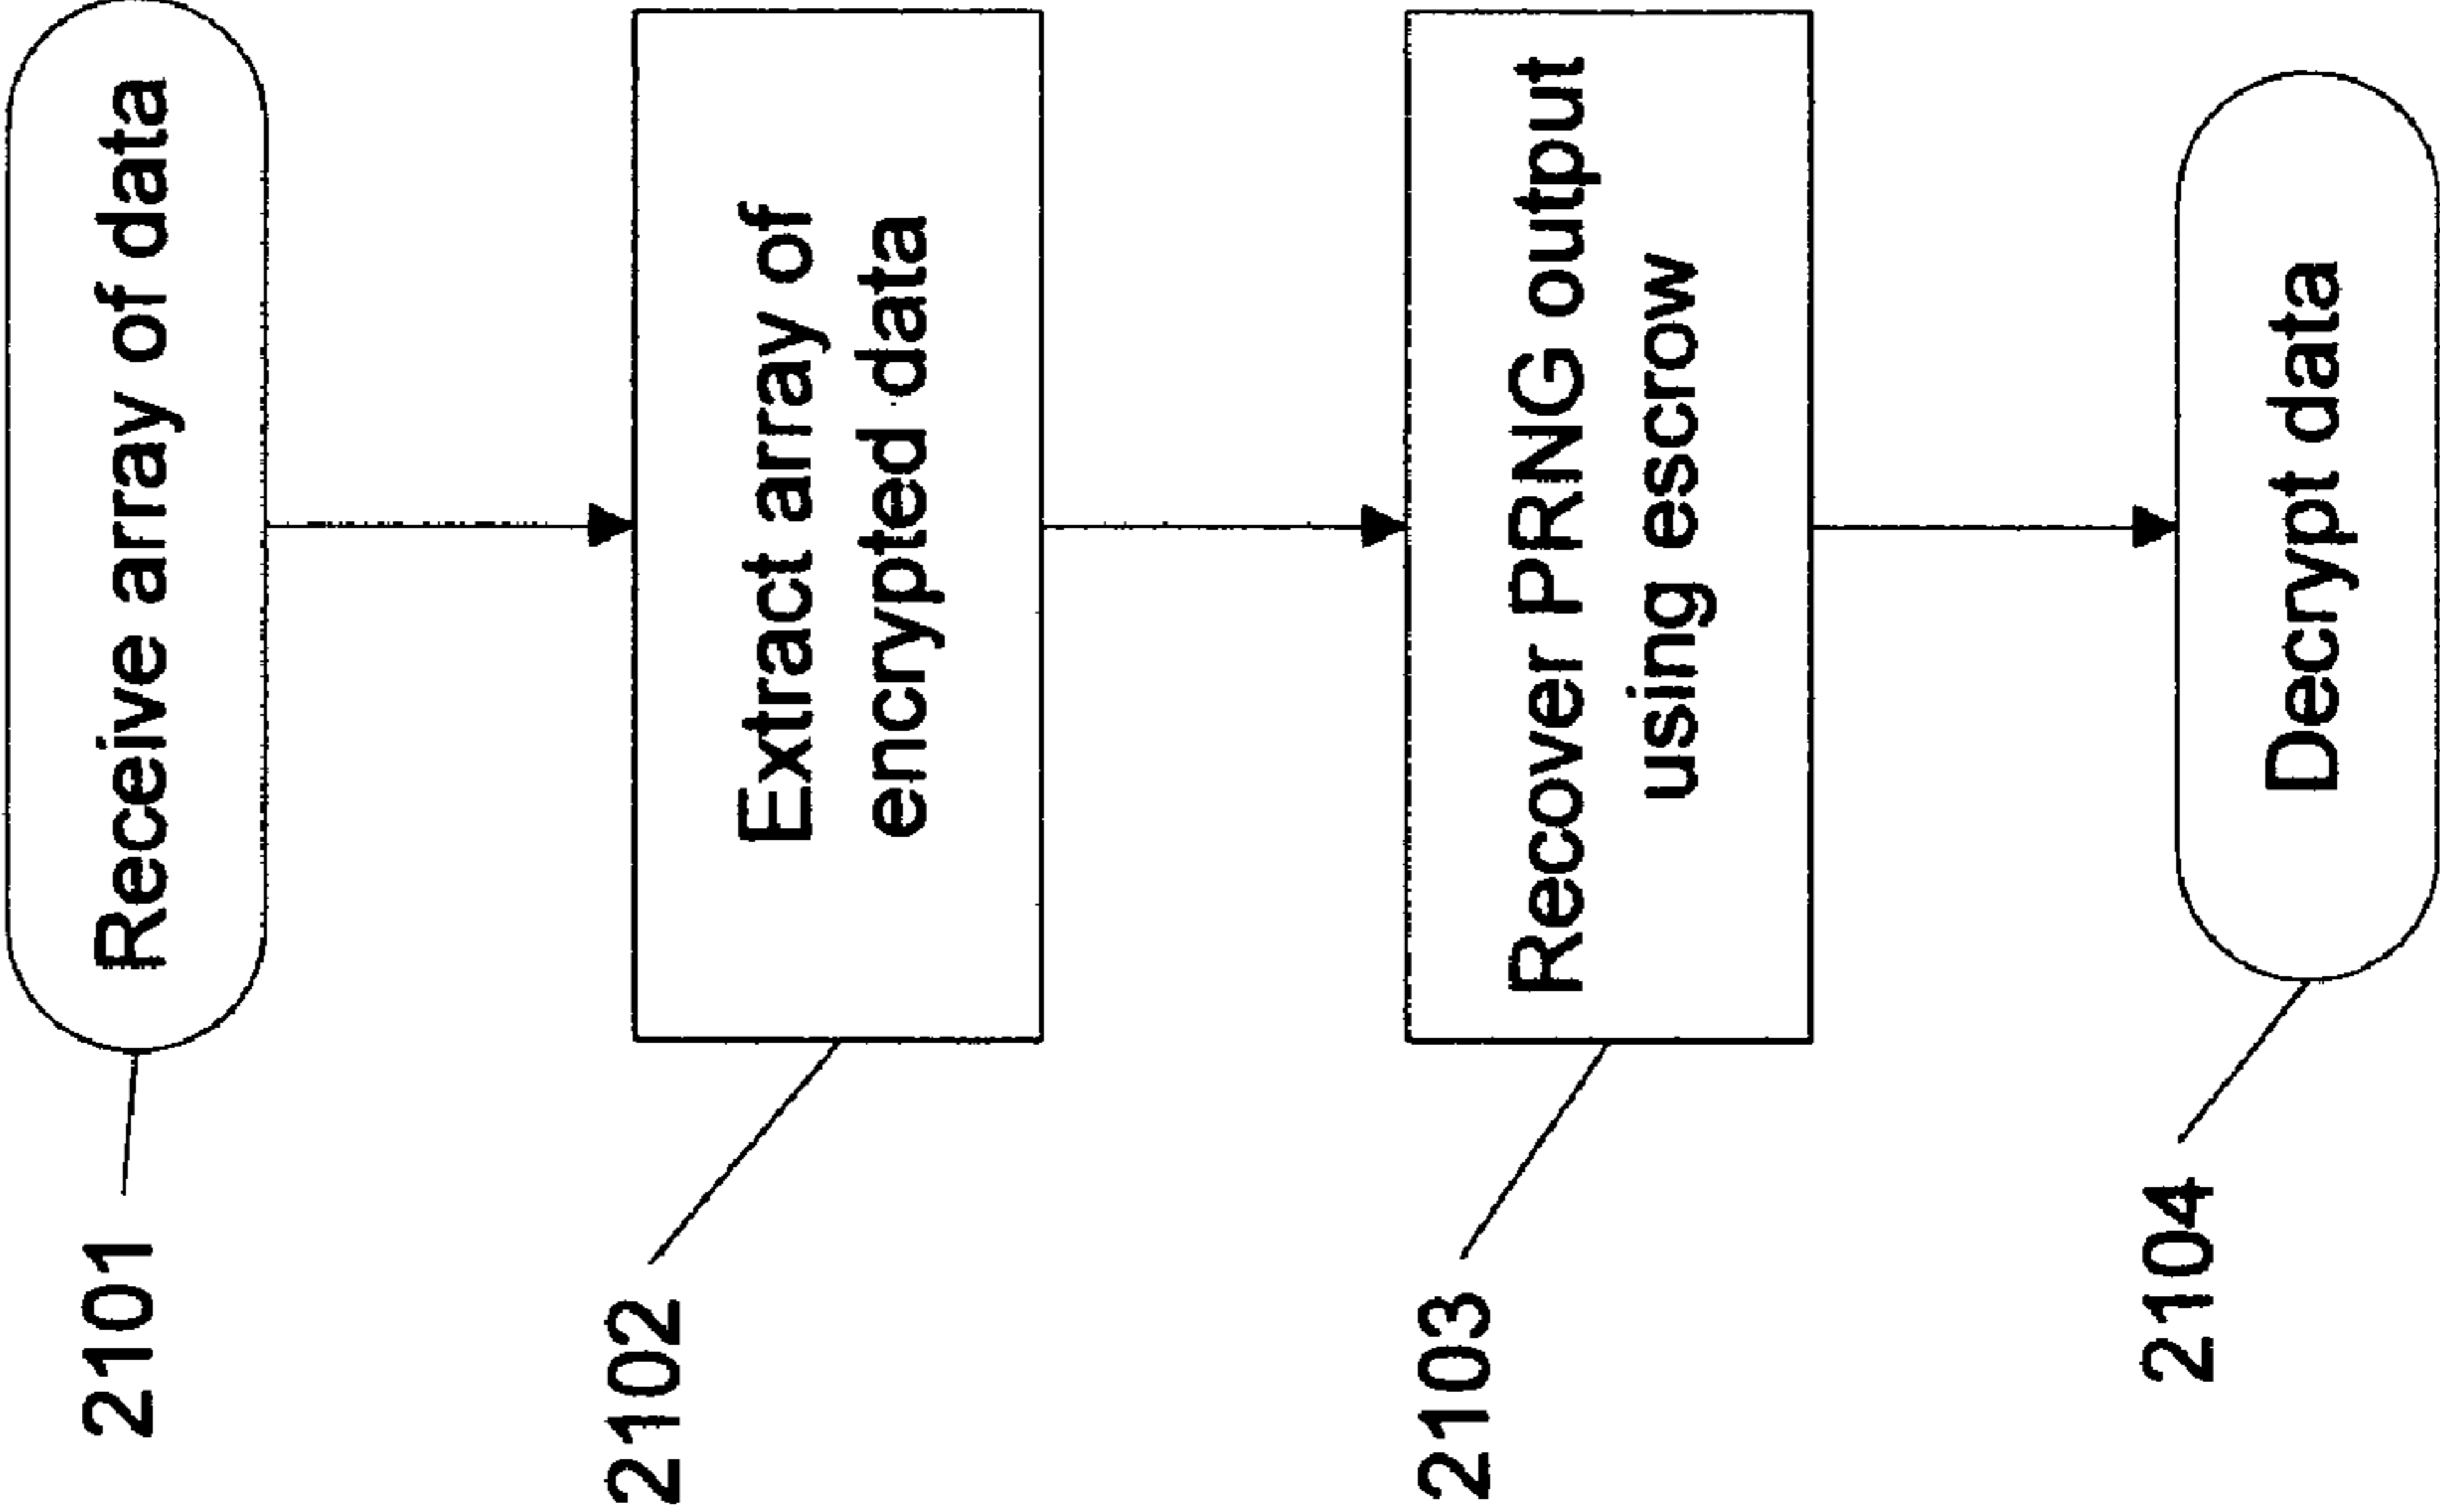 2101
Receive array of data
2102
Extract array of
encrypted data
2103
Recover PRNG output
using escrow
2104
Decrypt data